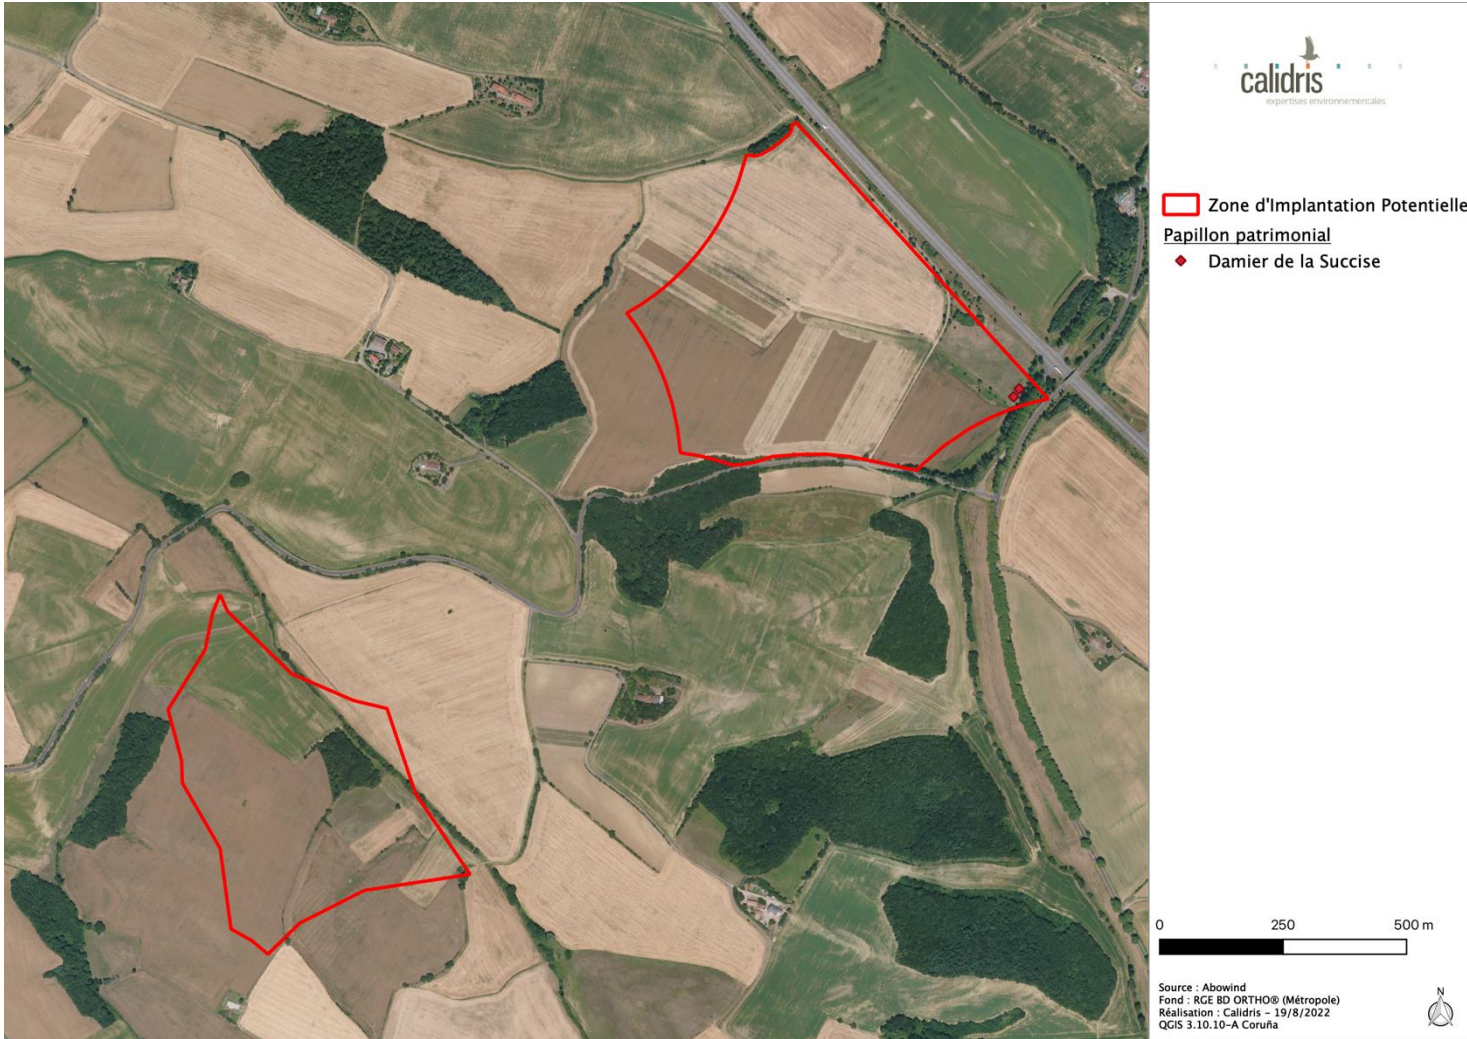 calidris
expertises environnementales
Zone d'Implantation Potentielle
Papillon patrimonial
Damier de la Succise
0 250 500 m
Source : Abowind
Fond : RGE BD ORTHO® (Métropole)
Réalisation : Calidris - 19/8/2022
QGIS 3.10.10-A Coruña
N